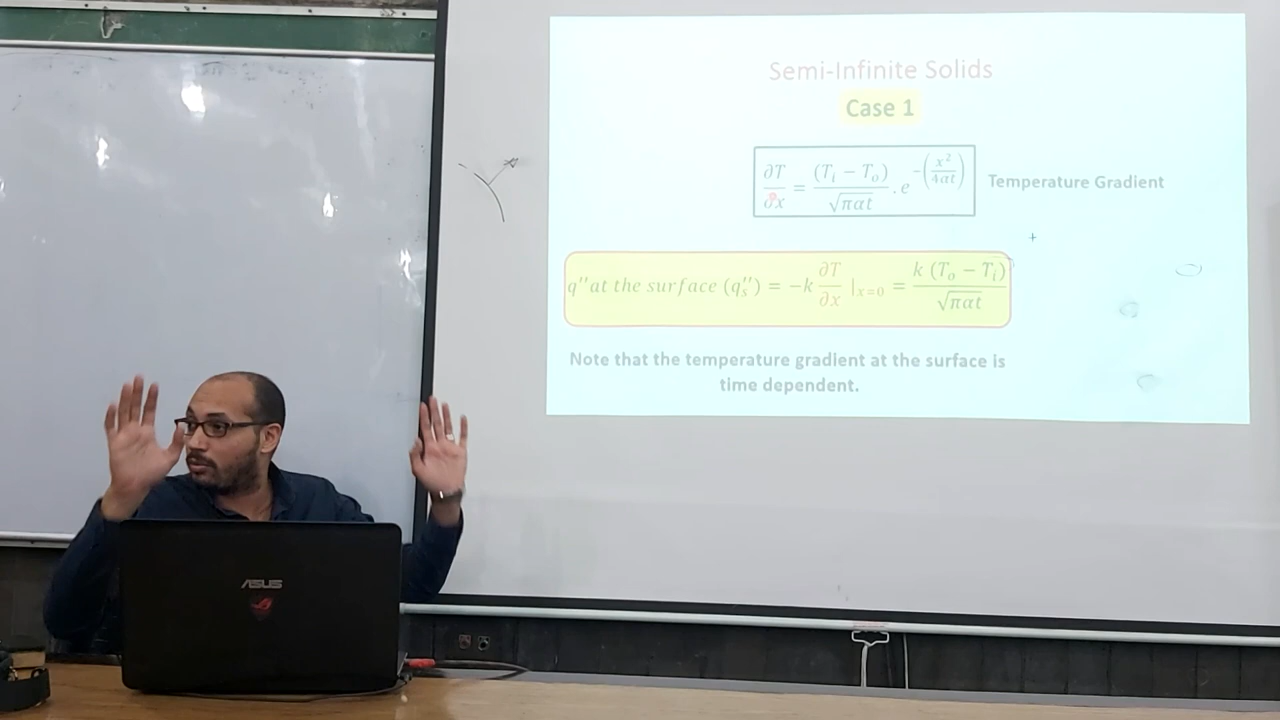 Semi-Infinite Solids
Case 1
∂T/∂x = (Tᵢ − Tₒ)/√παt . e^−(x²/4αt)
Temperature Gradient
q''at the surface (q''ₛ) = −k ∂T/∂x |ₓ₌₀ = k (Tₒ − Tᵢ)/√παt
Note that the temperature gradient at the surface is
time dependent.
ASUS